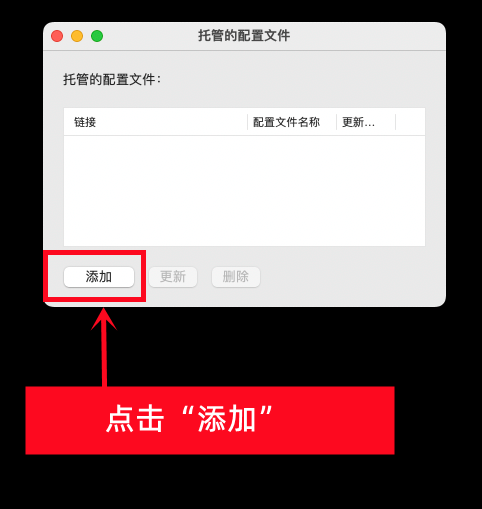 托管的配置文件
托管的配置文件:
链接 配置文件名称 更新...
添加 更新 删除
点击“添加”